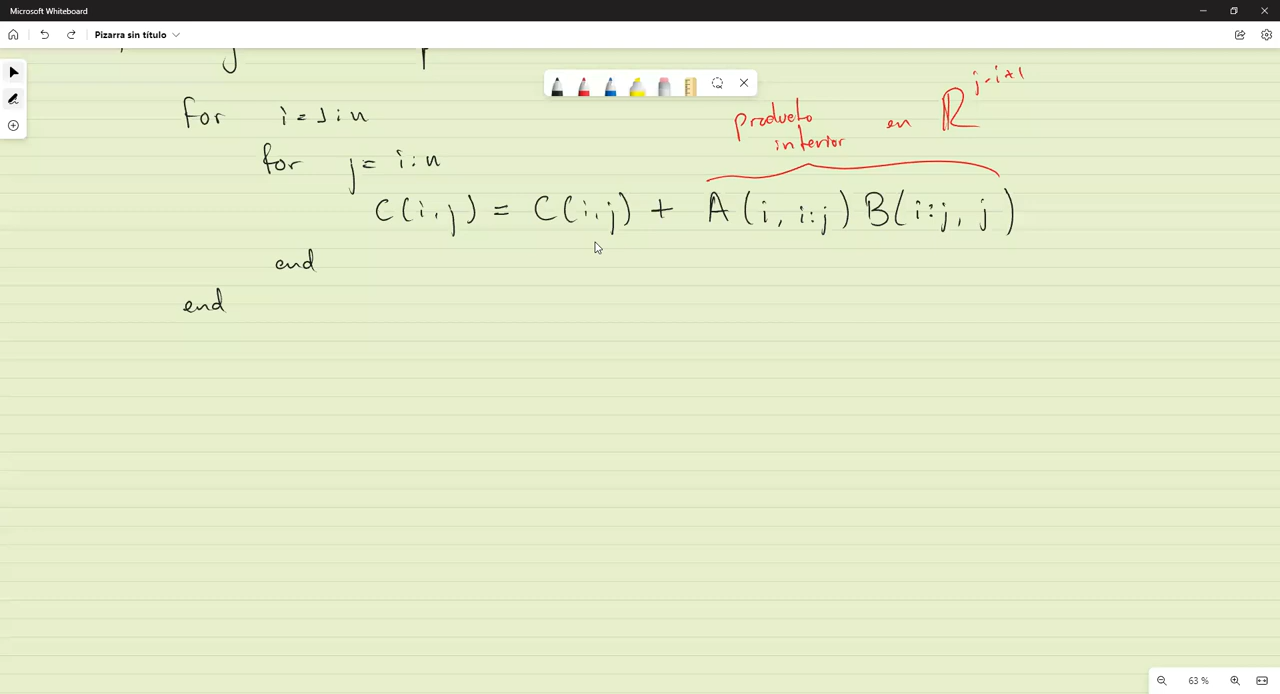 Microsoft Whiteboard
Pizarra sin título
for i = 1 : n
producto interior en ℝ^{j-i+1}
for j = i : n
C(i,j) = C(i,j) + A(i, i:j) B(i:j, j)
end
end
63 %